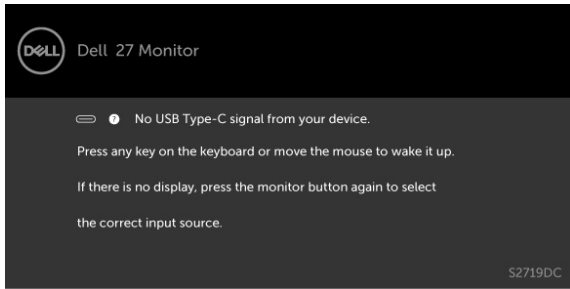 DELL
Dell 27 Monitor
? No USB Type-C signal from your device.
Press any key on the keyboard or move the mouse to wake it up.
If there is no display, press the monitor button again to select
the correct input source.
S2719DC